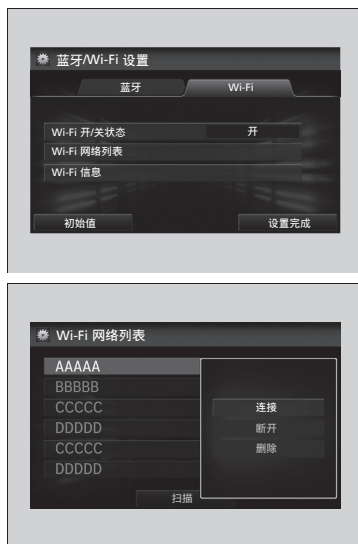 蓝牙/Wi-Fi 设置
蓝牙 Wi-Fi
Wi-Fi 开/关状态 开
Wi-Fi 网络列表
Wi-Fi 信息
初始值 设置完成
Wi-Fi 网络列表
AAAAA
BBBBB
CCCCC 连接
DDDDD 断开
CCCCC 删除
DDDDD
扫描